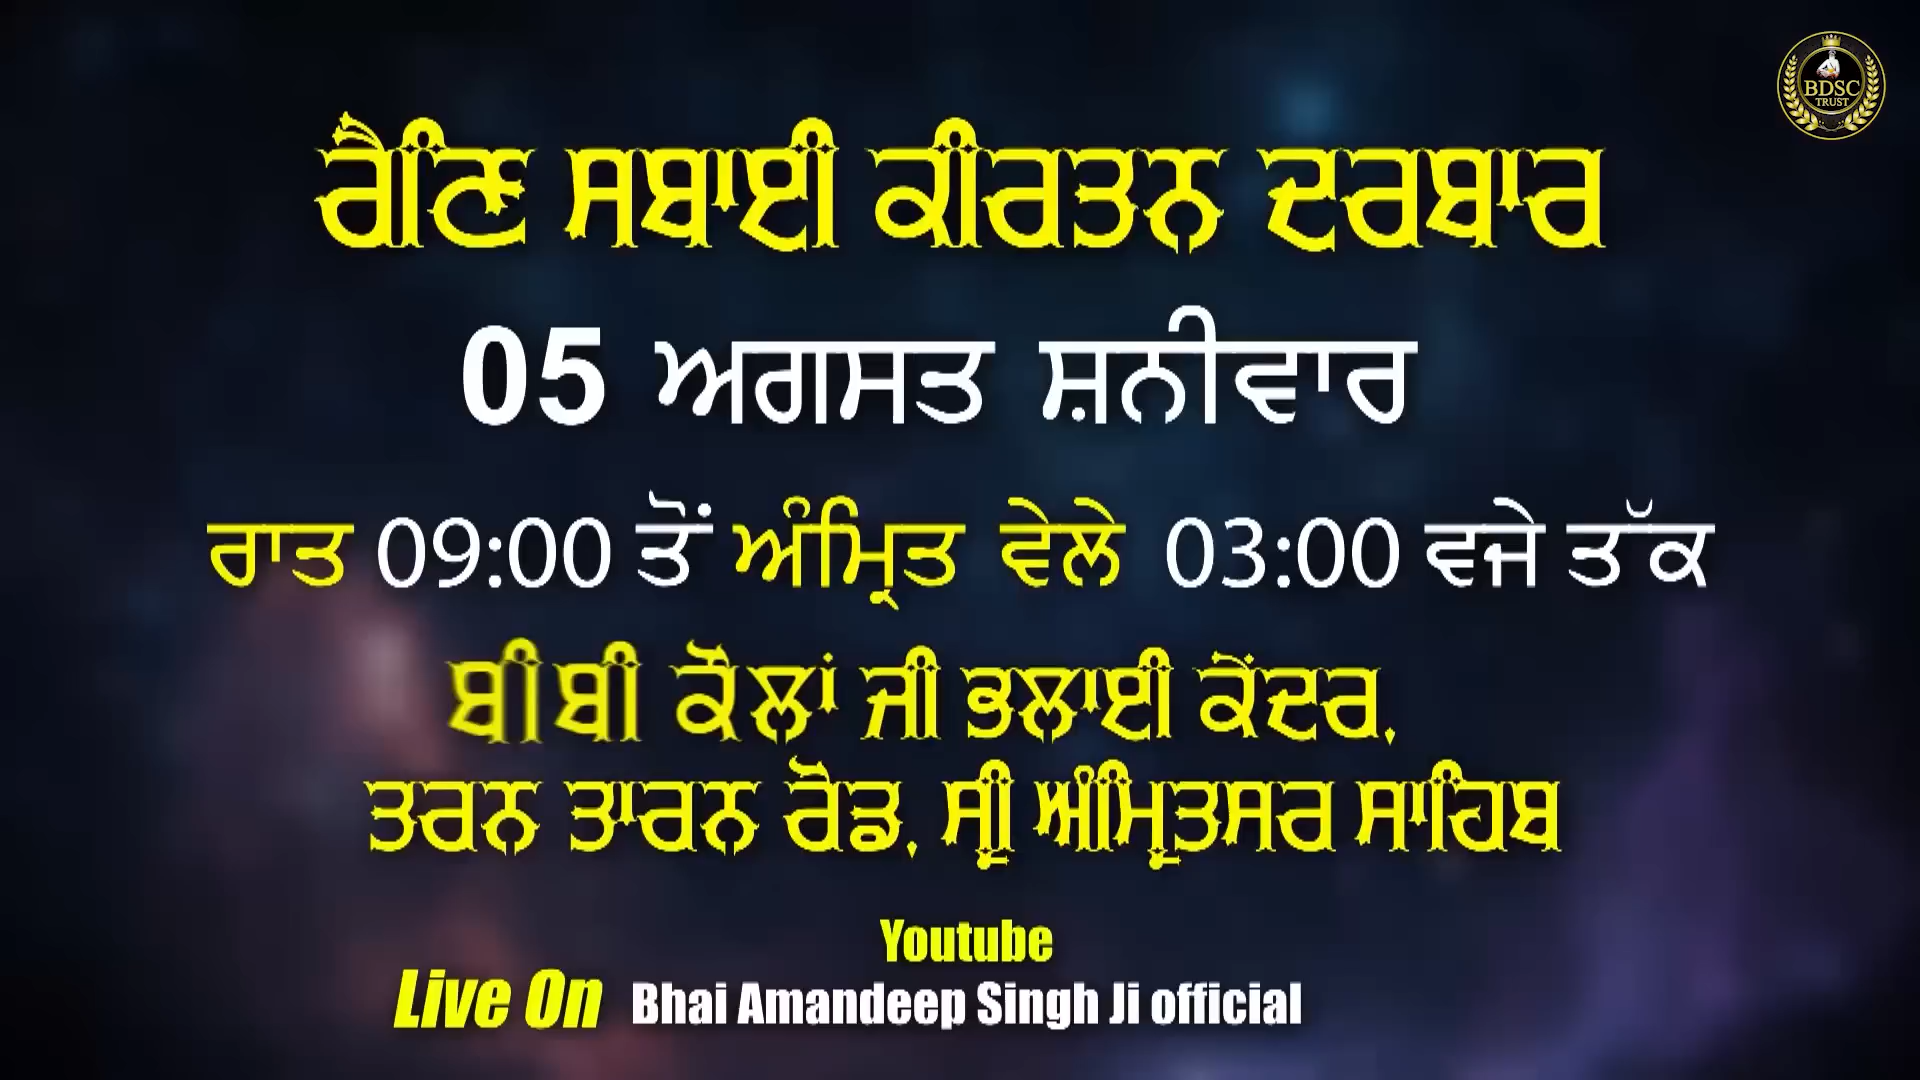 BDSC
TRUST
ਰੈਣਿ ਸਬਾਈ ਕੀਰਤਨ ਦਰਬਾਰ
05 ਅਗਸਤ ਸ਼ਨੀਵਾਰ
ਰਾਤ 09:00 ਤੋਂ ਅੰਮ੍ਰਿਤ ਵੇਲੇ 03:00 ਵਜੇ ਤੱਕ
ਬੀਬੀ ਕੌਲਾਂ ਜੀ ਭਲਾਈ ਕੇਂਦਰ,
ਤਰਨ ਤਾਰਨ ਰੋਡ, ਸ੍ਰੀ ਅੰਮ੍ਰਿਤਸਰ ਸਾਹਿਬ
Youtube
Live On Bhai Amandeep Singh Ji official